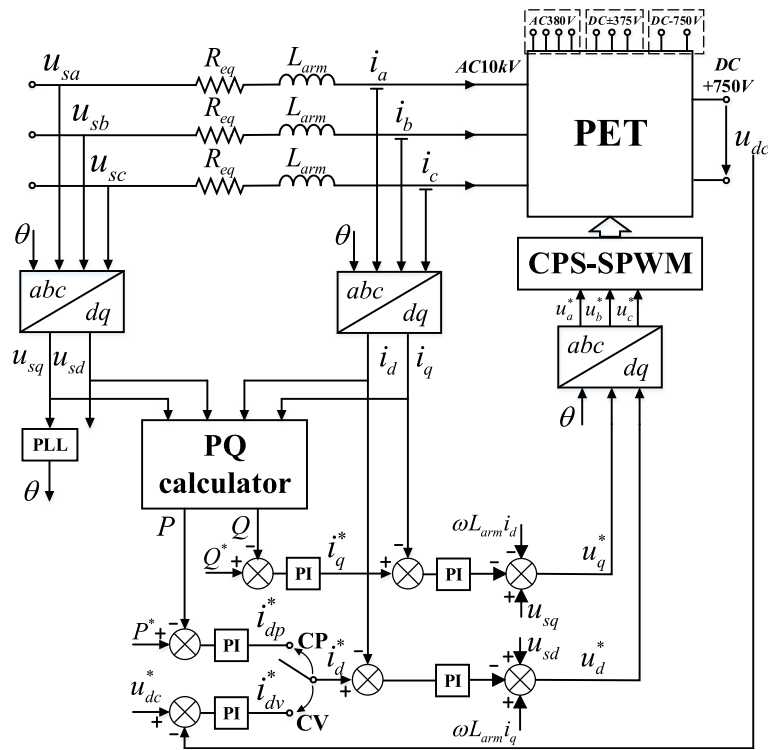 AC380V DC±375V DC-750V
u_sa R_eq L_arm i_a AC10kV DC
+750V
u_sb R_eq L_arm i_b PET u_dc
u_sc R_eq L_arm i_c
θ θ CPS-SPWM
abc abc u_a^* u_b^* u_c^*
dq dq abc
u_sq u_sd i_d i_q dq
PLL PQ θ
calculator
θ P Q
ωL_arm i_d
Q^* + - PI i_q^* + - PI - - + u_q^*
u_sq
P^* + - PI i_dp^* CP u_sd
i_d^* + - PI - + + u_d^*
u_dc^* + - PI i_dv^* CV ωL_arm i_q